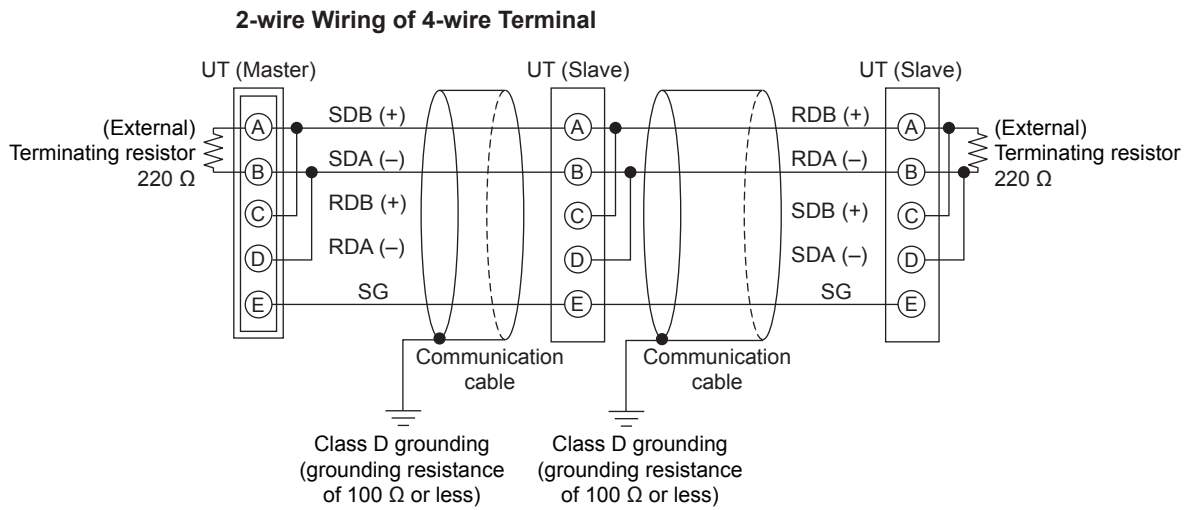 2-wire Wiring of 4-wire Terminal
UT (Master)
UT (Slave)
UT (Slave)
(External)
Terminating resistor
220 Ω
A
B
C
D
E
SDB (+)
SDA (–)
RDB (+)
RDA (–)
SG
A
B
C
D
E
RDB (+)
RDA (–)
SDB (+)
SDA (–)
SG
A
B
C
D
E
(External)
Terminating resistor
220 Ω
Communication
cable
Communication
cable
Class D grounding
(grounding resistance
of 100 Ω or less)
Class D grounding
(grounding resistance
of 100 Ω or less)